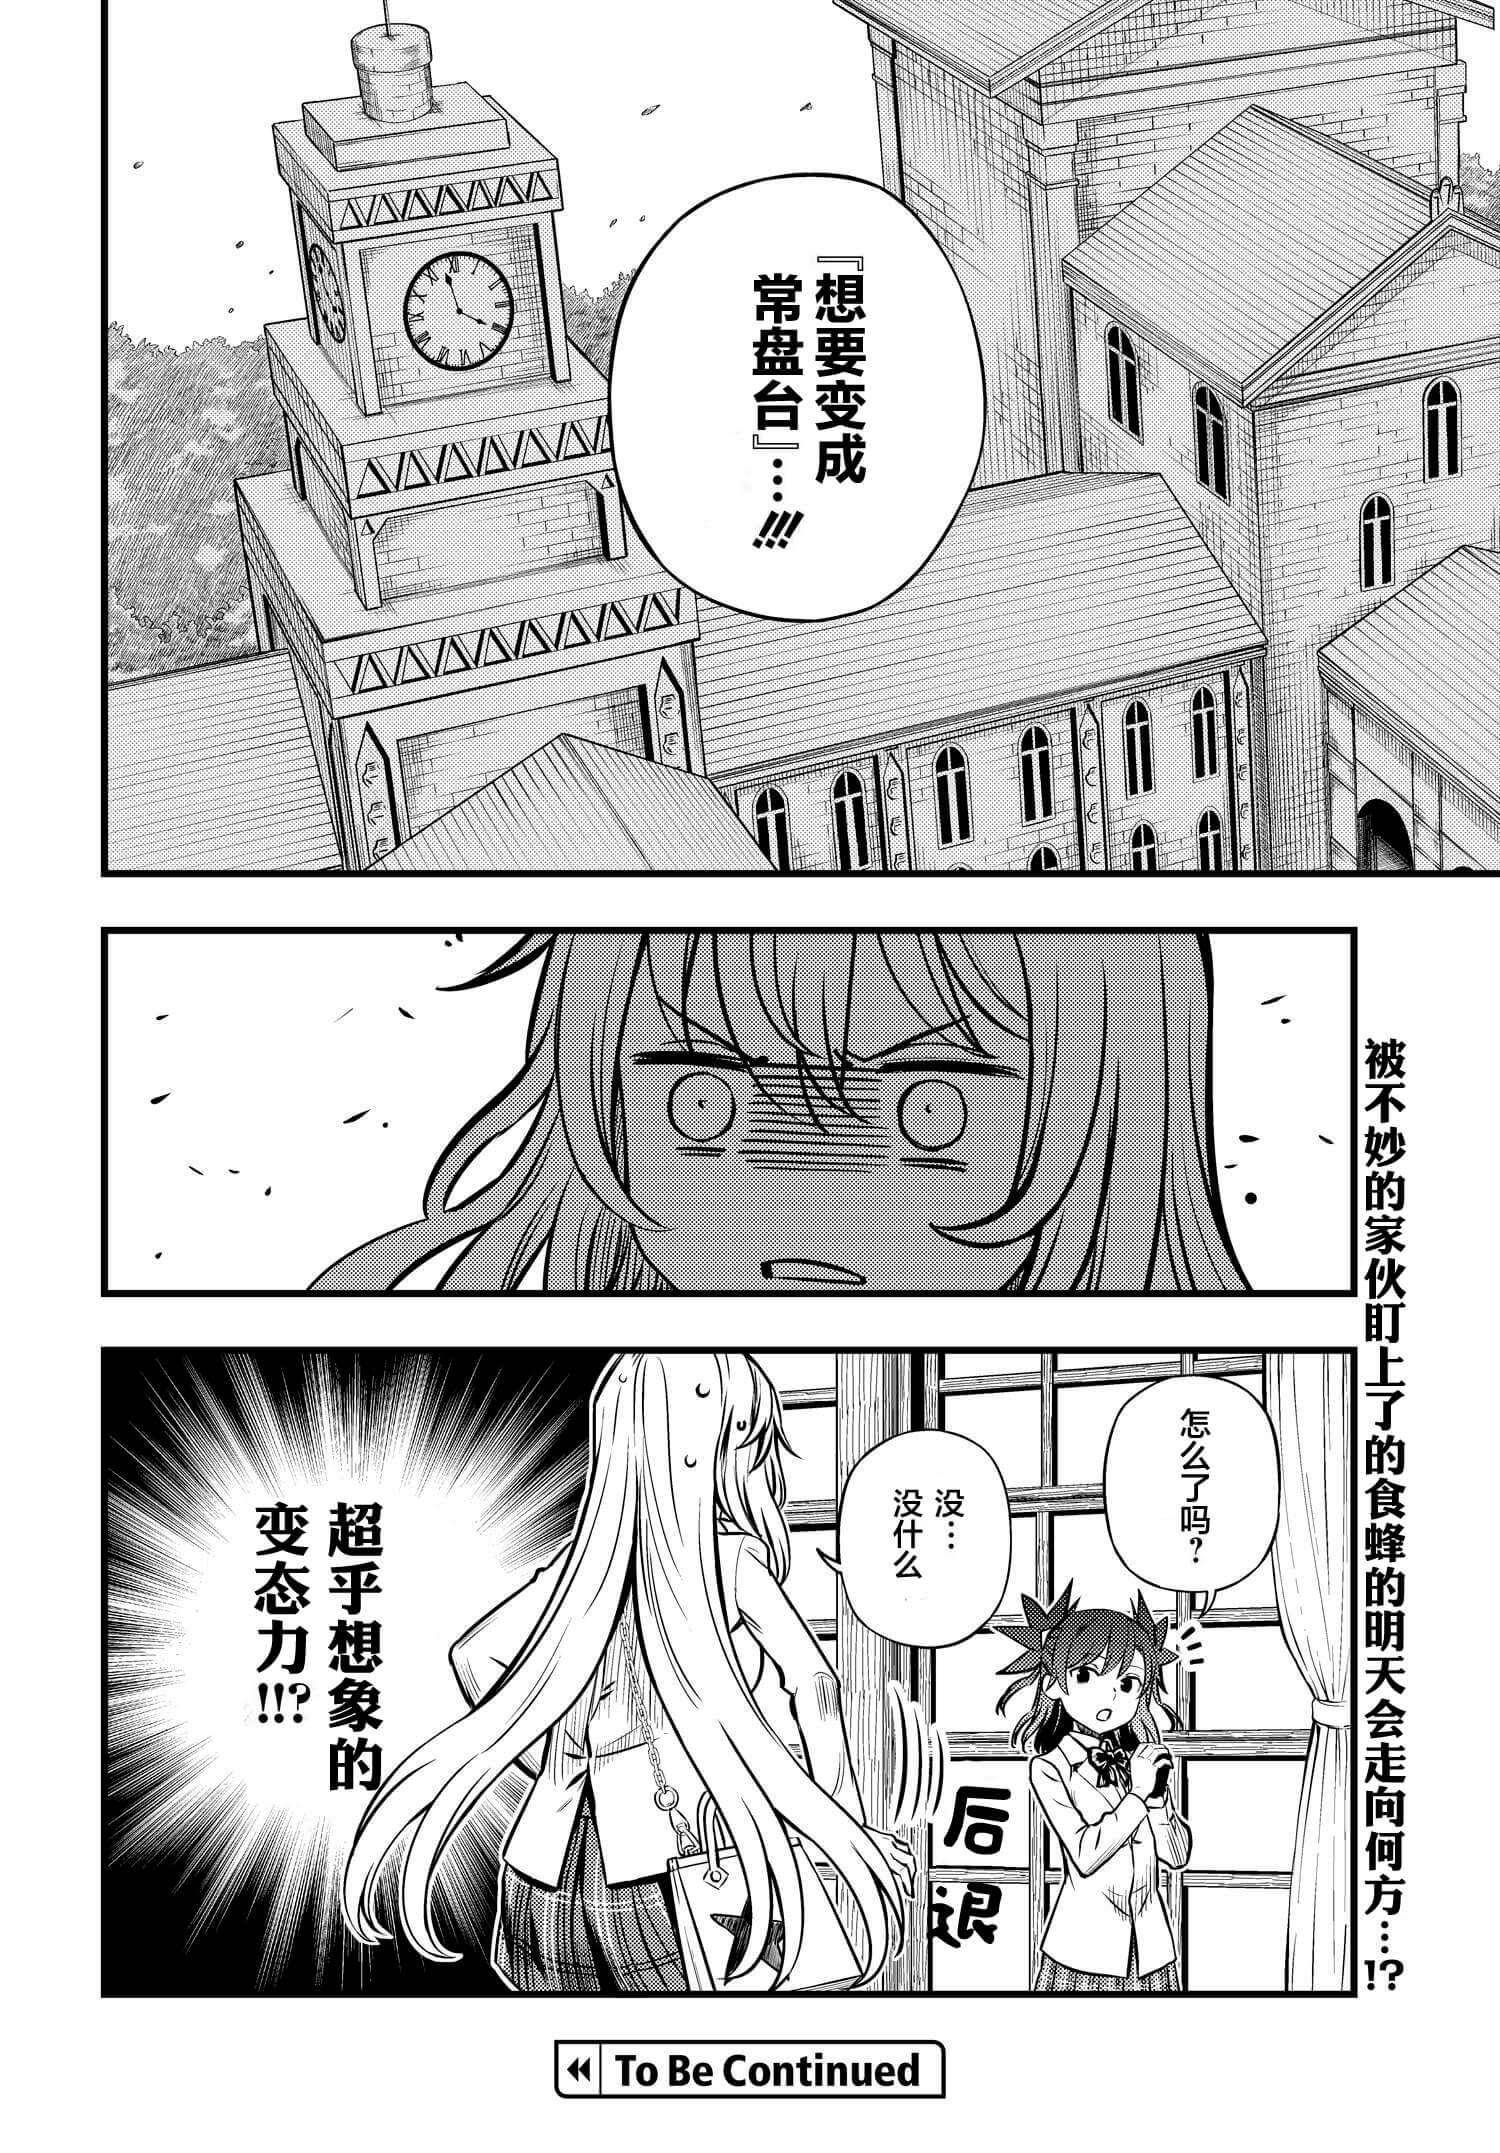 『想要变成
常盘台』…!!!
怎么了吗?
没…
没什么
后退
超乎想象的
变态力!!?
被不妙的家伙盯上了的食蜂的明天会走向何方…!?
To Be Continued